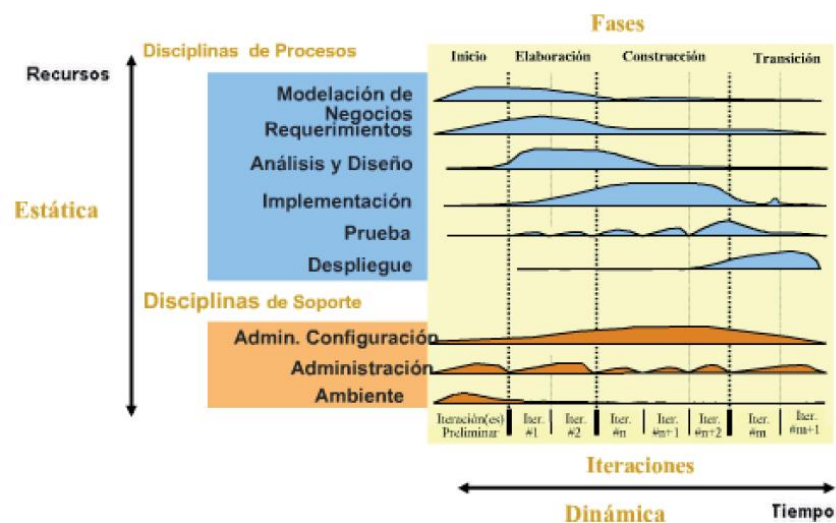 Fases
Disciplinas de Procesos
Inicio Elaboración Construcción Transición
Recursos
Modelación de
Negocios
Requerimientos
Análisis y Diseño
Implementación
Estática
Prueba
Despliegue
Disciplinas de Soporte
Admin. Configuración
Administración
Ambiente
Iteración(es) Iter. Iter. Iter. Iter. Iter. Iter. Iter.
Preliminar #1 #2 #n #n+1 #n+2 #m #m+1
Iteraciones
Dinámica
Tiempo